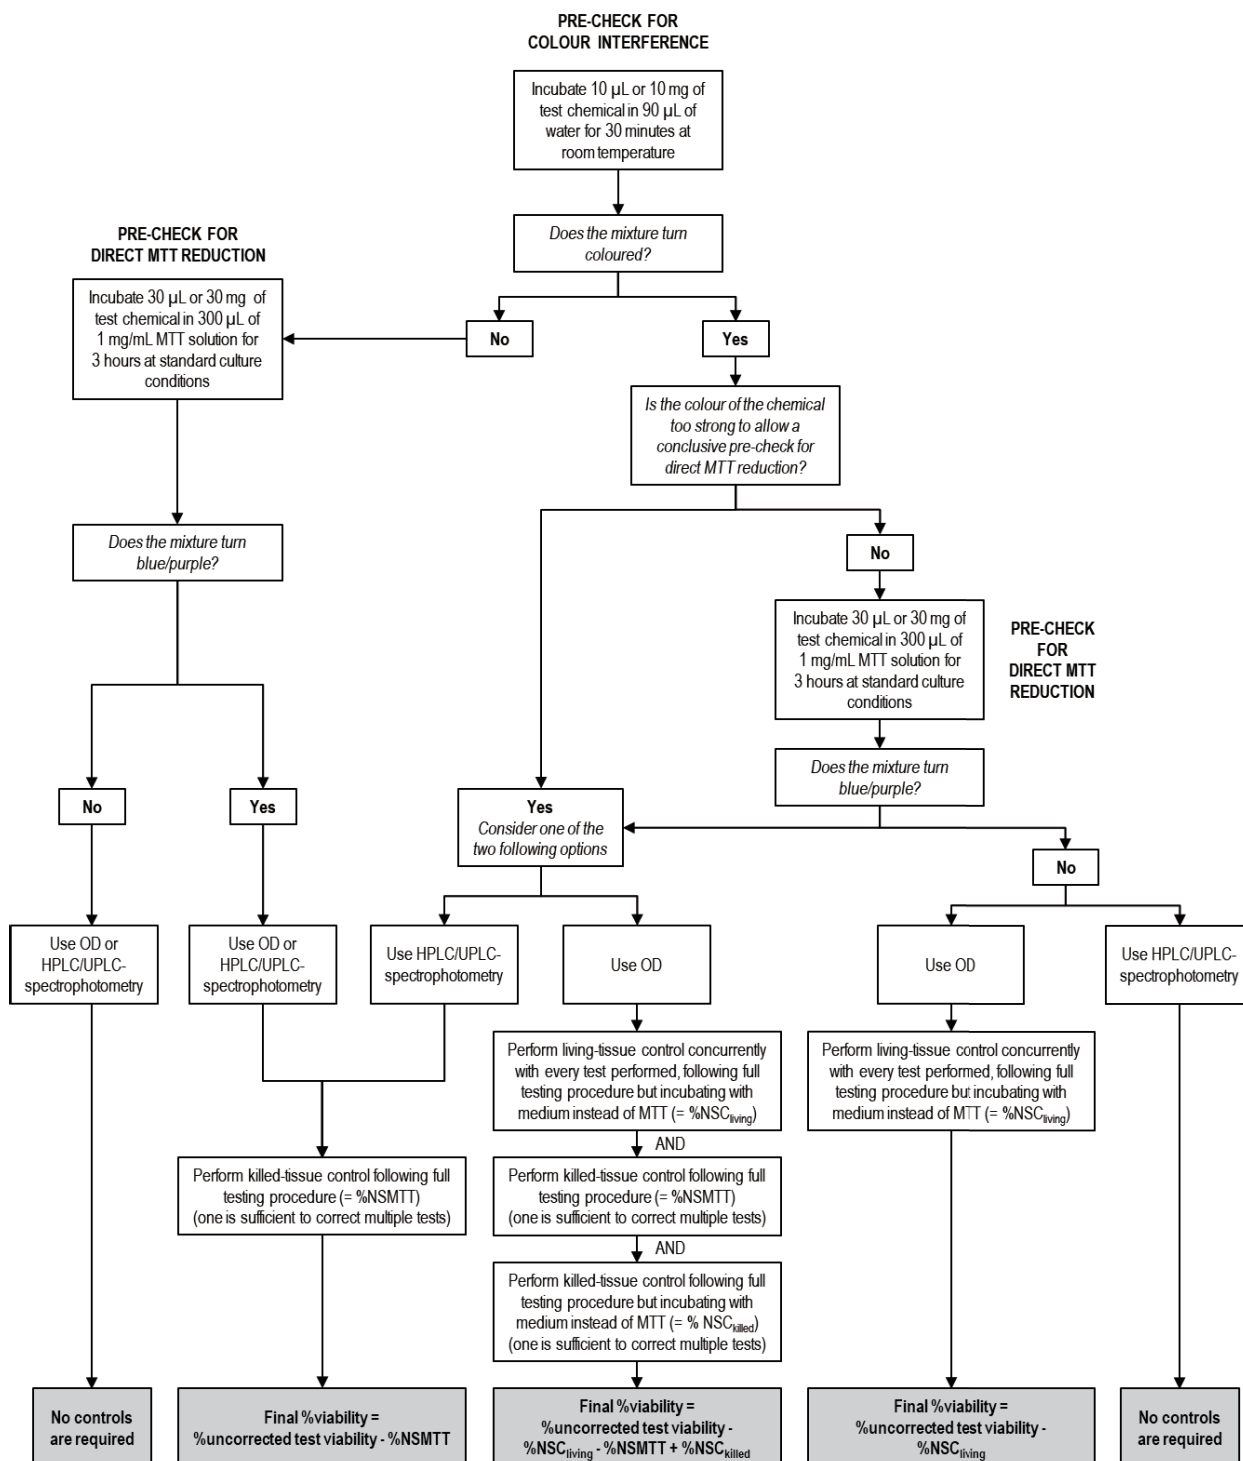 PRE-CHECK FOR
COLOUR INTERFERENCE
Incubate 10 µL or 10 mg of
test chemical in 90 µL of
water for 30 minutes at
room temperature
Does the mixture turn
coloured?
PRE-CHECK FOR
DIRECT MTT REDUCTION
Incubate 30 µL or 30 mg of
test chemical in 300 µL of
1 mg/mL MTT solution for
3 hours at standard culture
conditions
No
Yes
Is the colour of the chemical
too strong to allow a
conclusive pre-check for
direct MTT reduction?
Does the mixture turn
blue/purple?
No
Incubate 30 µL or 30 mg of
test chemical in 300 µL of
1 mg/mL MTT solution for
3 hours at standard culture
conditions
PRE-CHECK
FOR
DIRECT MTT
REDUCTION
Does the mixture turn
blue/purple?
No
Yes
Yes
Consider one of the
two following options
No
Use OD or
HPLC/UPLC-
spectrophotometry
Use OD or
HPLC/UPLC-
spectrophotometry
Use HPLC/UPLC-
spectrophotometry
Use OD
Use OD
Use HPLC/UPLC-
spectrophotometry
Perform living-tissue control concurrently
with every test performed, following full
testing procedure but incubating with
medium instead of MTT (= %NSCliving)
Perform living-tissue control concurrently
with every test performed, following full
testing procedure but incubating with
medium instead of MTT (= %NSCliving)
AND
Perform killed-tissue control following full
testing procedure (= %NSMTT)
(one is sufficient to correct multiple tests)
Perform killed-tissue control following full
testing procedure (= %NSMTT)
(one is sufficient to correct multiple tests)
AND
Perform killed-tissue control following full
testing procedure but incubating with
medium instead of MTT (= % NSCkilled)
(one is sufficient to correct multiple tests)
No controls
are required
Final %viability =
%uncorrected test viability - %NSMTT
Final %viability =
%uncorrected test viability -
%NSCliving - %NSMTT + %NSCkilled
Final %viability =
%uncorrected test viability -
%NSCliving
No controls
are required